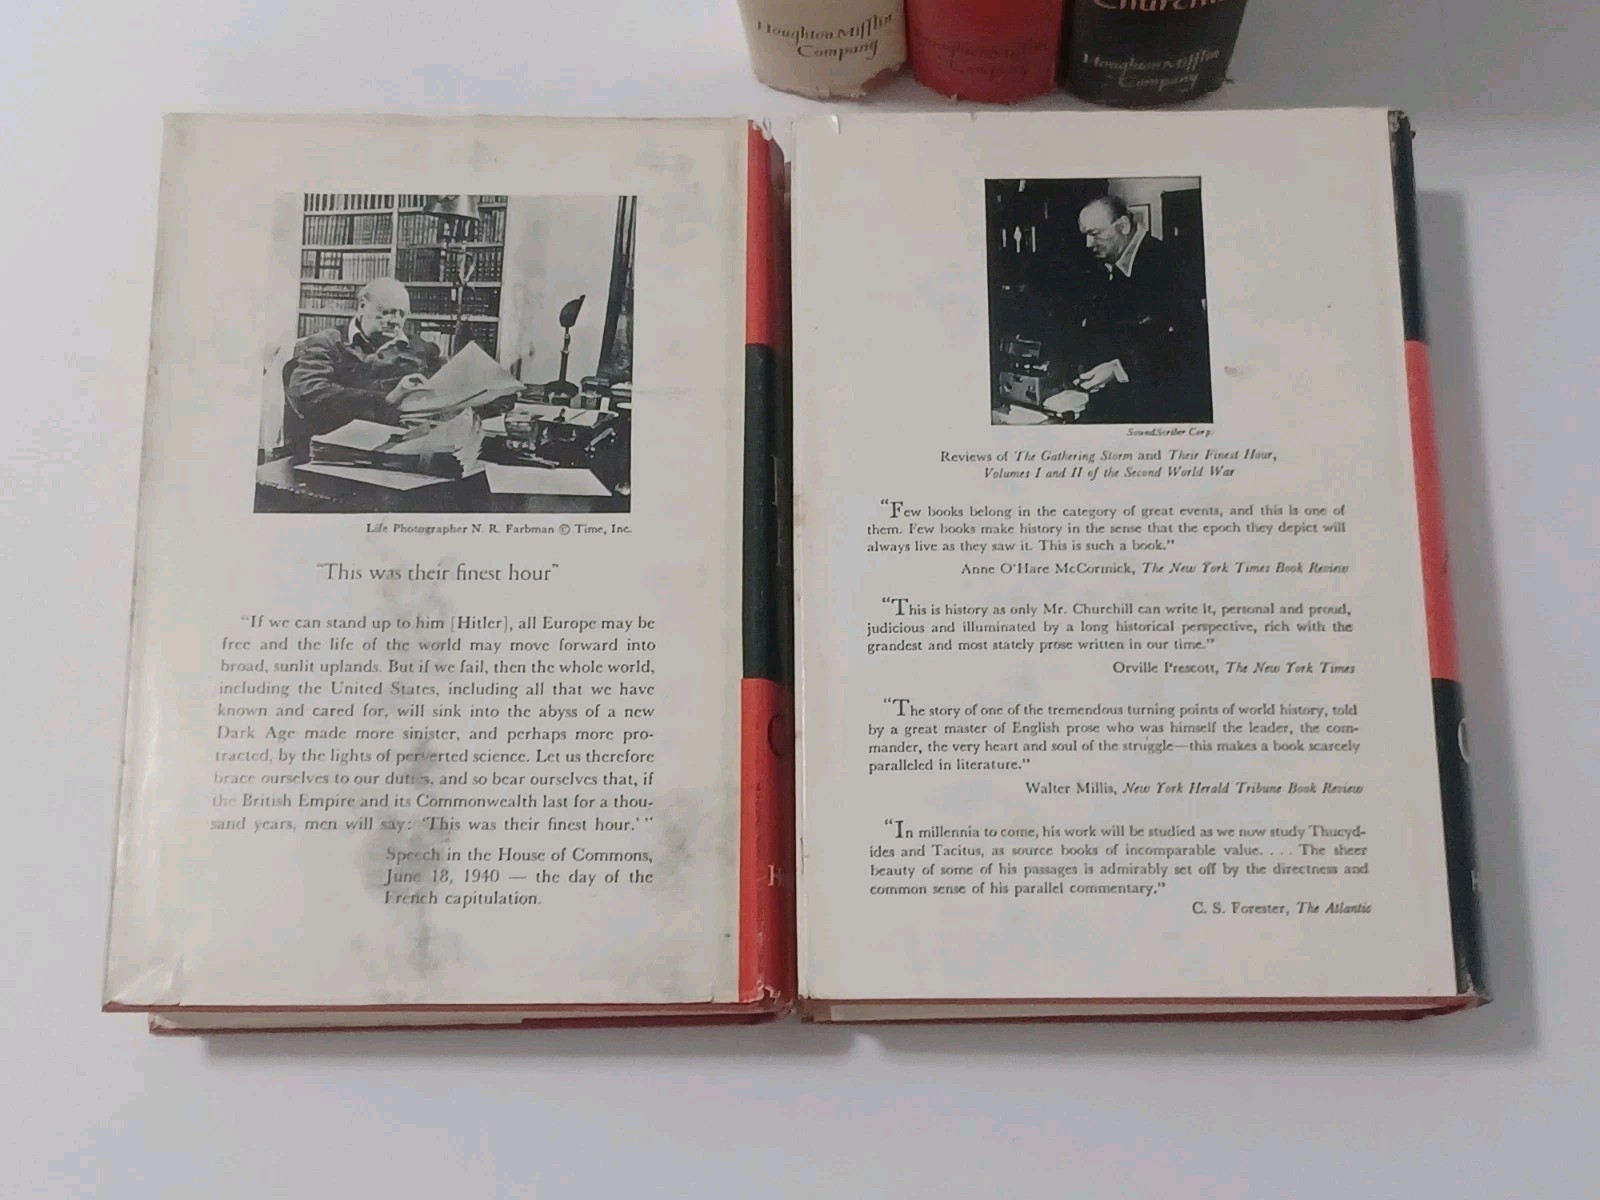 Houghton Mifflin
Company
Houghton Mifflin
Company
Churchill
Houghton Mifflin
Company
Life Photographer N. R. Farbman © Time, Inc.
"This was their finest hour"
"If we can stand up to him [Hitler], all Europe may be
free and the life of the world may move forward into
broad, sunlit uplands. But if we fail, then the whole world,
including the United States, including all that we have
known and cared for, will sink into the abyss of a new
Dark Age made more sinister, and perhaps more pro-
tracted, by the lights of perverted science. Let us therefore
brace ourselves to our duties, and so bear ourselves that, if
the British Empire and its Commonwealth last for a thou-
sand years, men will say: 'This was their finest hour.'"
Speech in the House of Commons,
June 18, 1940 — the day of the
French capitulation.
SoundScriber Corp.
Reviews of The Gathering Storm and Their Finest Hour,
Volumes I and II of the Second World War
"Few books belong in the category of great events, and this is one of
them. Few books make history in the sense that the epoch they depict will
always live as they saw it. This is such a book."
Anne O'Hare McCormick, The New York Times Book Review
"This is history as only Mr. Churchill can write it, personal and proud,
judicious and illuminated by a long historical perspective, rich with the
grandest and most stately prose written in our time."
Orville Prescott, The New York Times
"The story of one of the tremendous turning points of world history, told
by a great master of English prose who was himself the leader, the com-
mander, the very heart and soul of the struggle—this makes a book scarcely
paralleled in literature."
Walter Millis, New York Herald Tribune Book Review
"In millennia to come, his work will be studied as we now study Thucyd-
ides and Tacitus, as source books of incomparable value. . . . The sheer
beauty of some of his passages is admirably set off by the directness and
common sense of his parallel commentary."
C. S. Forester, The Atlantic